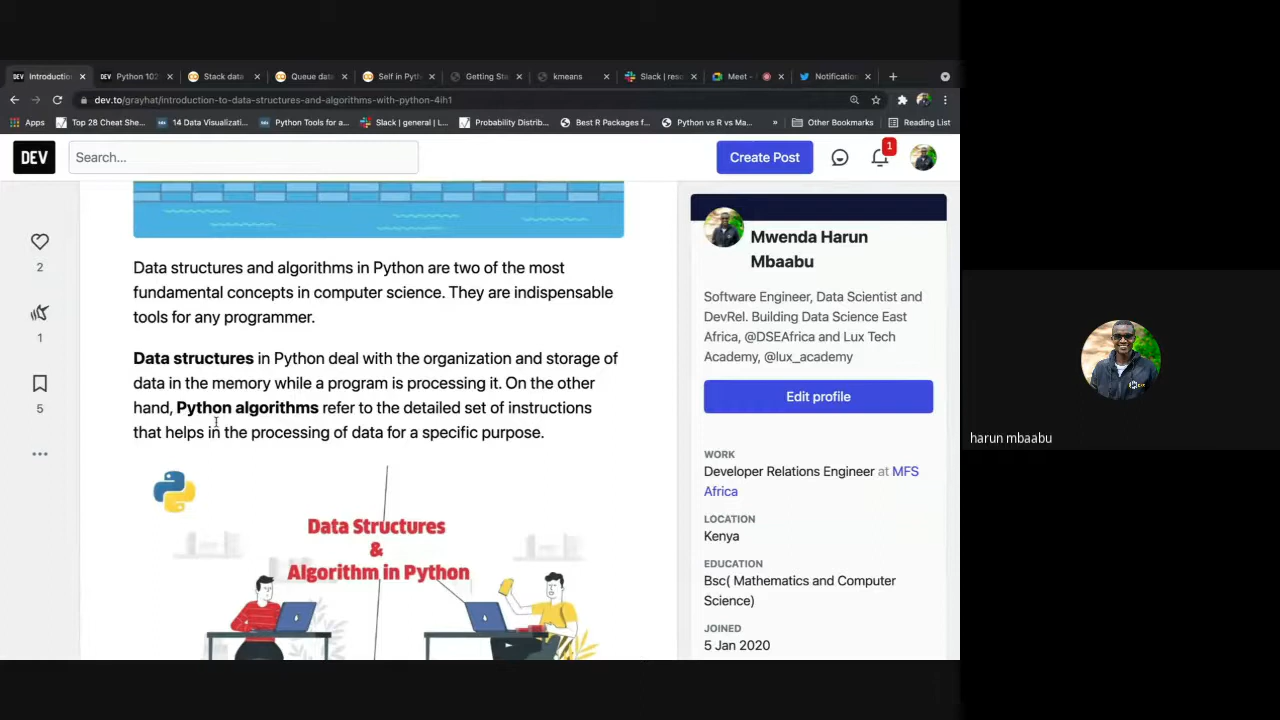 Introduction
Python 102
Stack data
Queue data
Self in Pyth
Getting Sta
kmeans
Slack | reso
Meet -
Notification
dev.to/grayhat/introduction-to-data-structures-and-algorithms-with-python-4ih1
Apps
Top 28 Cheat She...
14 Data Visualizati...
Python Tools for a...
Slack | general | L...
Probability Distrib...
Best R Packages f...
Python vs R vs Ma...
»
Other Bookmarks
Reading List
DEV
Search...
Create Post
1
2
1
5
Data structures and algorithms in Python are two of the most
fundamental concepts in computer science. They are indispensable
tools for any programmer.
Data structures in Python deal with the organization and storage of
data in the memory while a program is processing it. On the other
hand, Python algorithms refer to the detailed set of instructions
that helps in the processing of data for a specific purpose.
Data Structures
&
Algorithm in Python
Mwenda Harun
Mbaabu
Software Engineer, Data Scientist and
DevRel. Building Data Science East
Africa, @DSEAfrica and Lux Tech
Academy, @lux_academy
Edit profile
WORK
Developer Relations Engineer at MFS
Africa
LOCATION
Kenya
EDUCATION
Bsc( Mathematics and Computer
Science)
JOINED
5 Jan 2020
harun mbaabu